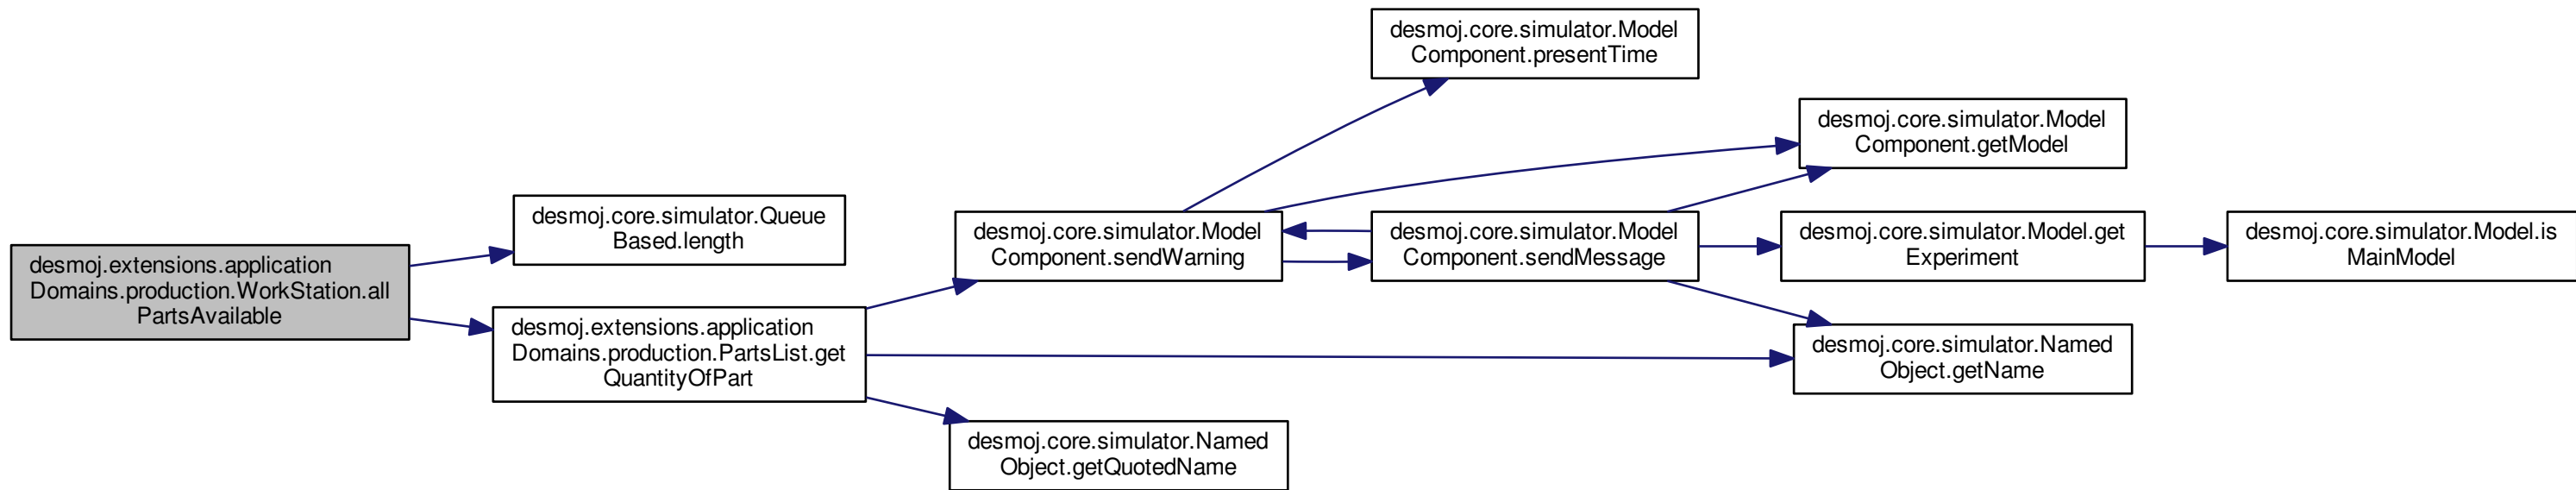 desmoj.core.simulator.Model
Component.presentTime
desmoj.core.simulator.Model
Component.getModel
desmoj.core.simulator.Queue
Based.length
desmoj.core.simulator.Model
Component.sendWarning
desmoj.core.simulator.Model
Component.sendMessage
desmoj.core.simulator.Model.get
Experiment
desmoj.core.simulator.Model.is
MainModel
desmoj.extensions.application
Domains.production.WorkStation.all
PartsAvailable
desmoj.extensions.application
Domains.production.PartsList.get
QuantityOfPart
desmoj.core.simulator.Named
Object.getName
desmoj.core.simulator.Named
Object.getQuotedName